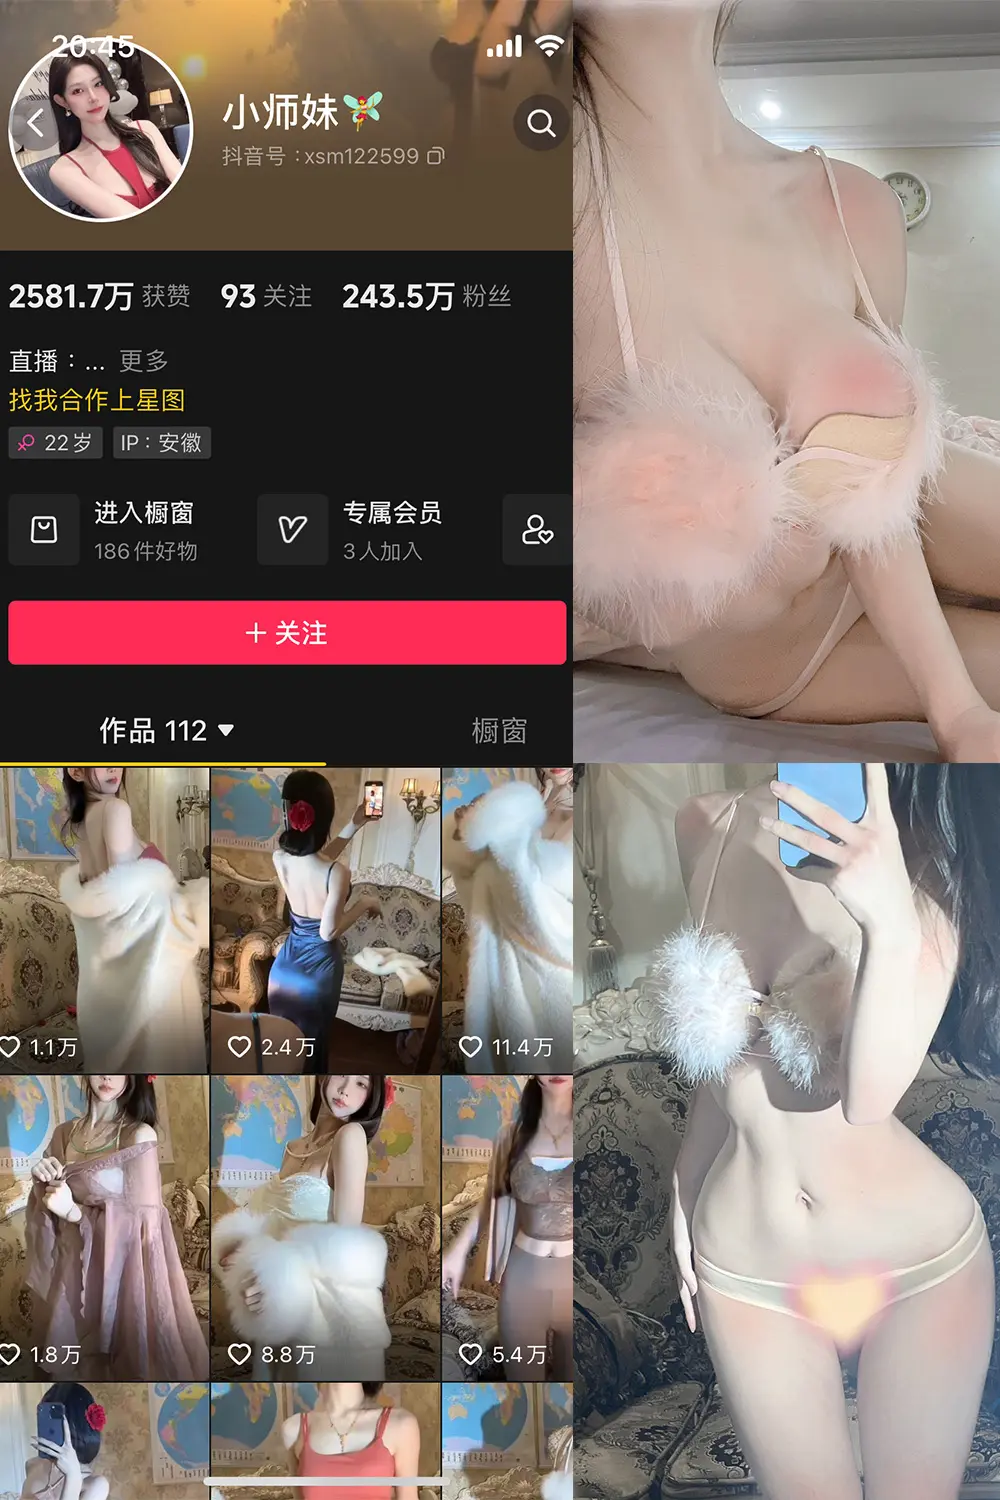 20:45
小师妹
抖音号：xsm122599
2581.7万 获赞 93 关注 243.5万 粉丝
直播：... 更多
找我合作上星图
22岁 IP：安徽
进入橱窗 专属会员
186件好物 3人加入
+ 关注
作品 112 橱窗
1.1万 2.4万 11.4万
1.8万 8.8万 5.4万